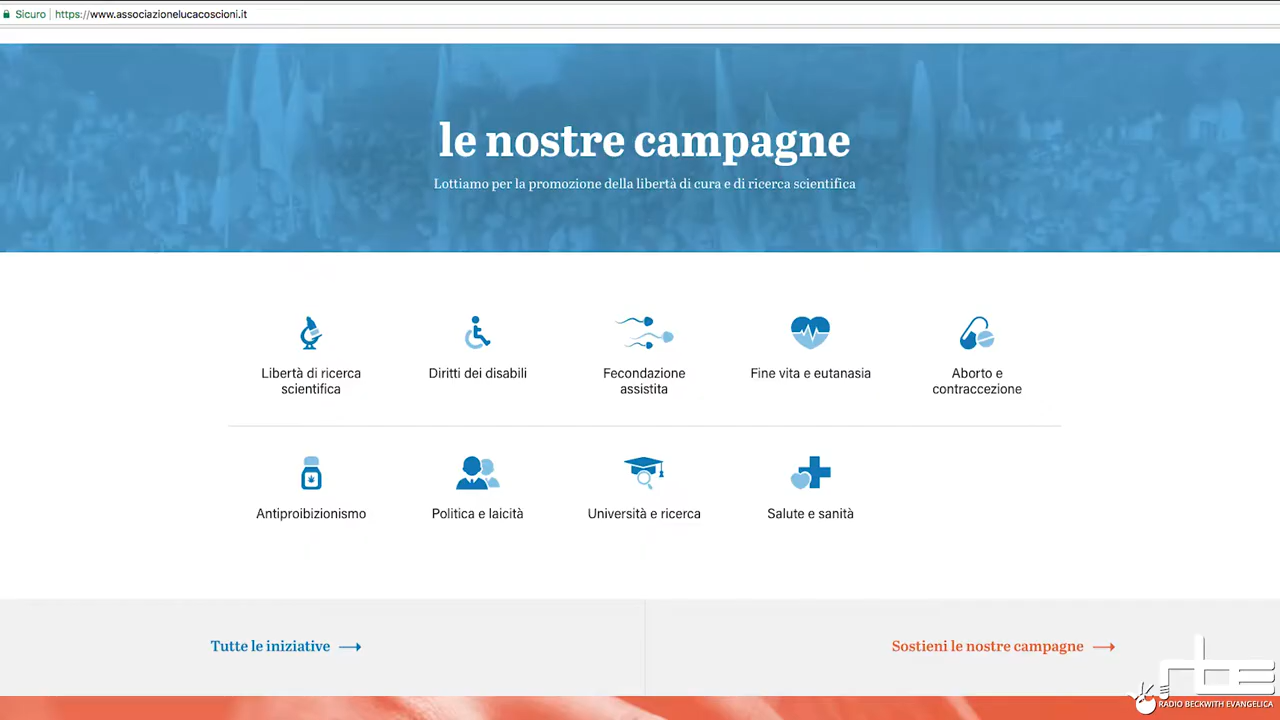 Sicuro https://www.associazionelucacoscioni.it
le nostre campagne
Lottiamo per la promozione della libertà di cura e di ricerca scientifica
Libertà di ricerca
scientifica
Diritti dei disabili
Fecondazione
assistita
Fine vita e eutanasia
Aborto e
contraccezione
Antiproibizionismo
Politica e laicità
Università e ricerca
Salute e sanità
Tutte le iniziative
Sostieni le nostre campagne
rbe
RADIO BECKWITH EVANGELICA